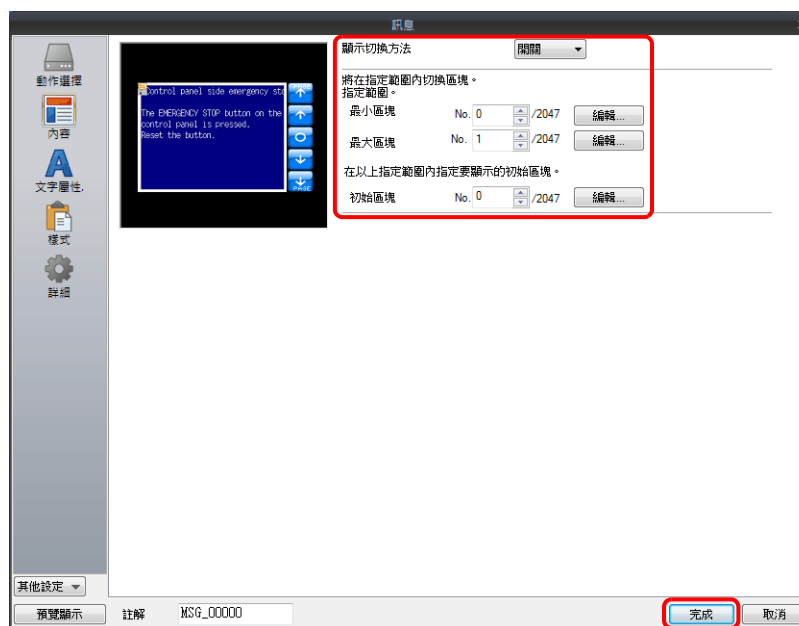 訊息
動作選擇
內容
文字屬性.
樣式
詳細
其他設定
預覽顯示
control panel side emergency sto
The EMERGENCY STOP button on the
control panel is pressed.
Reset the button.
PAGE
顯示切換方法 開關
將在指定範圍內切換區塊。
指定範圍。
最小區塊 No. 0 /2047 編輯...
最大區塊 No. 1 /2047 編輯...
在以上指定範圍內指定要顯示的初始區塊。
初始區塊 No. 0 /2047 編輯...
註解 MSG_00000
完成 取消